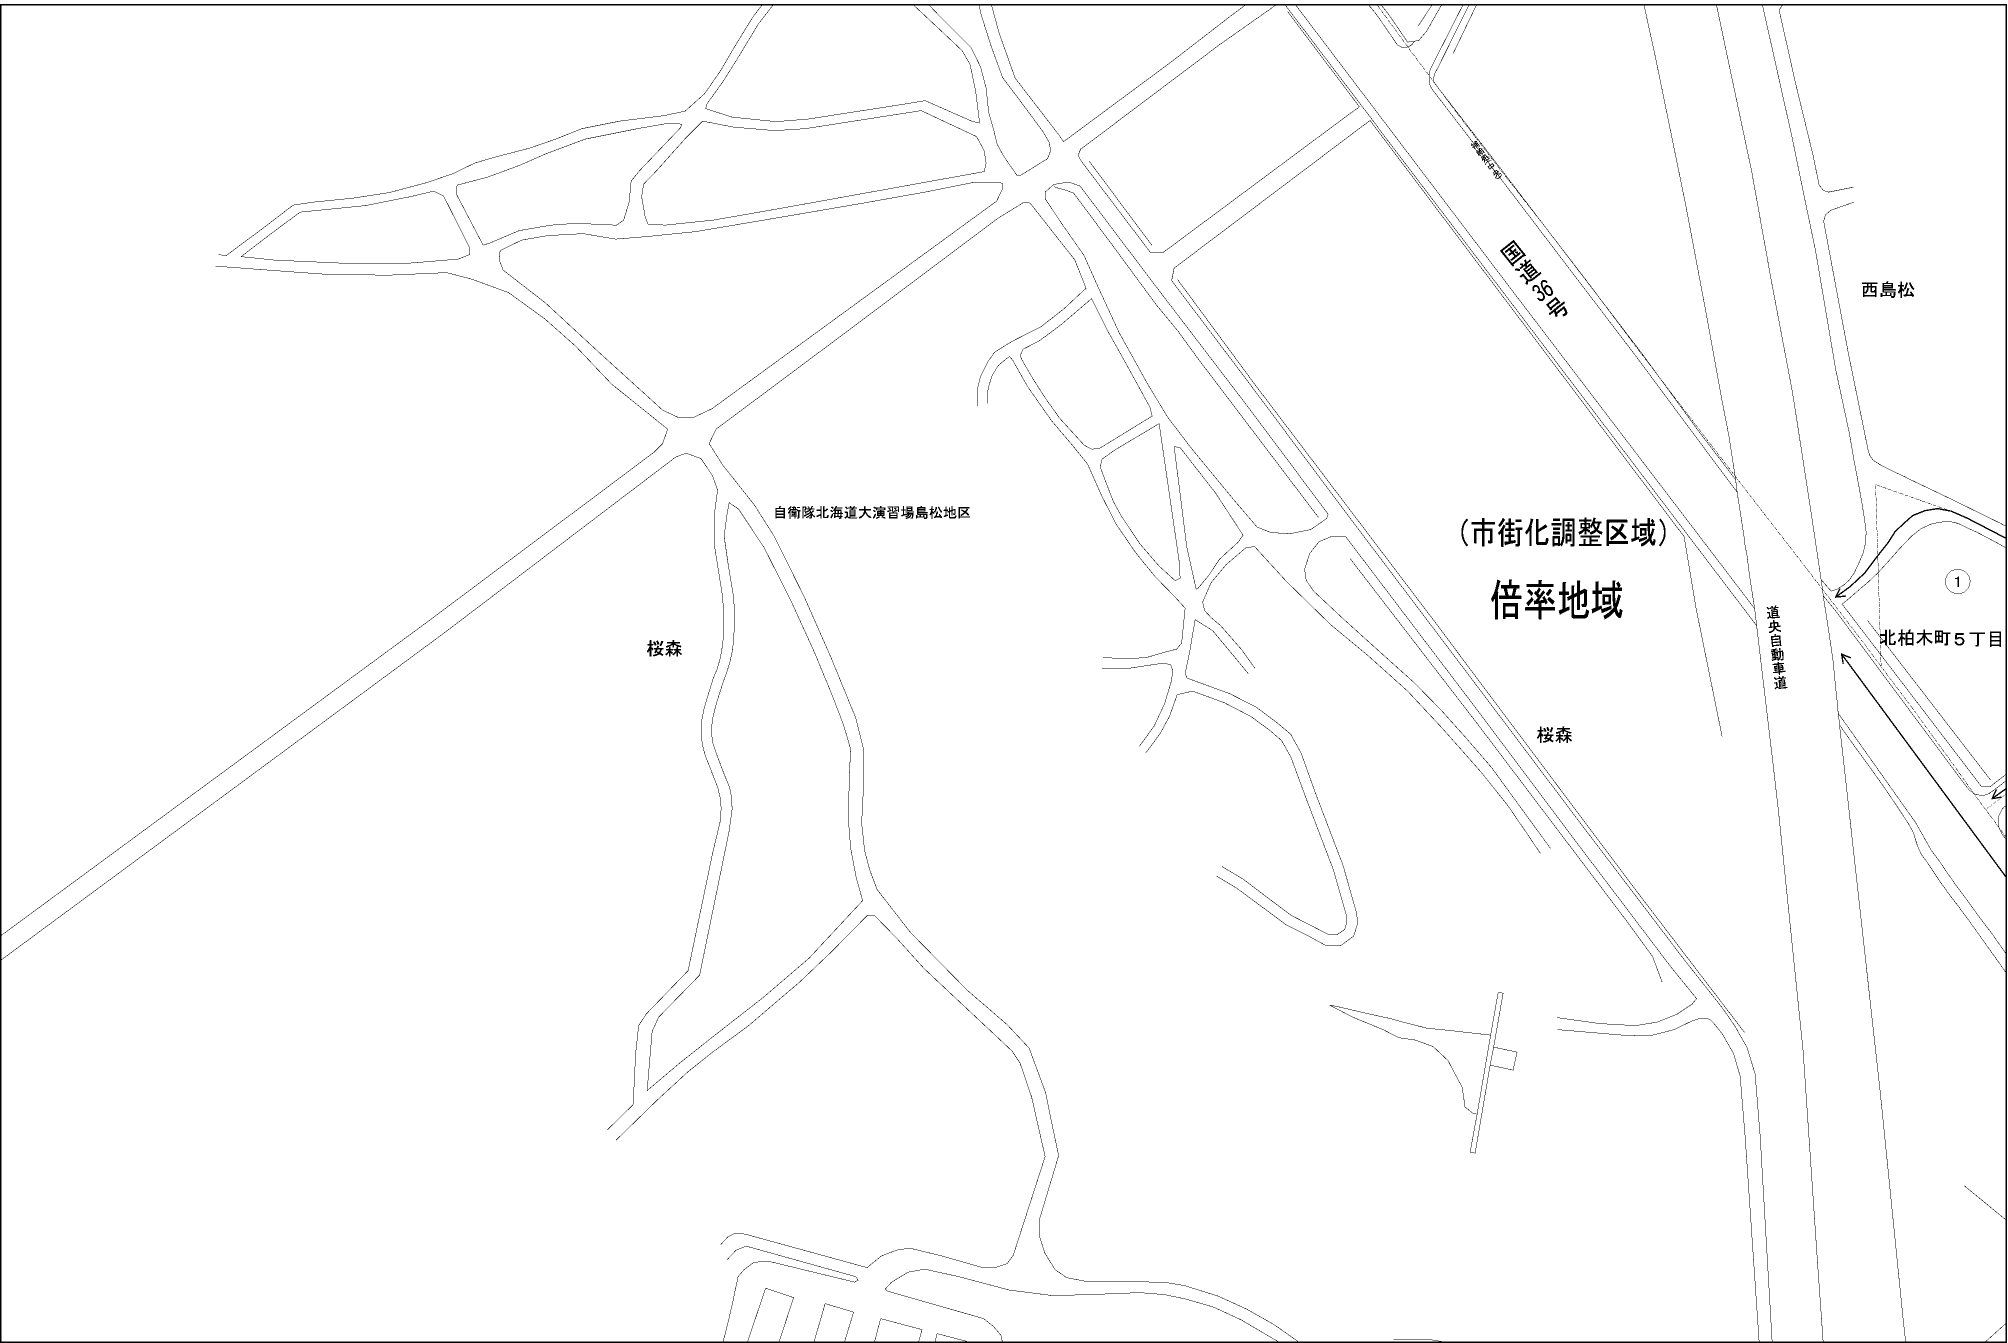 国道36号
西島松
自衛隊北海道大演習場島松地区
（市街化調整区域）
倍率地域
1
北柏木町5丁目
道央自動車道
桜森
桜森